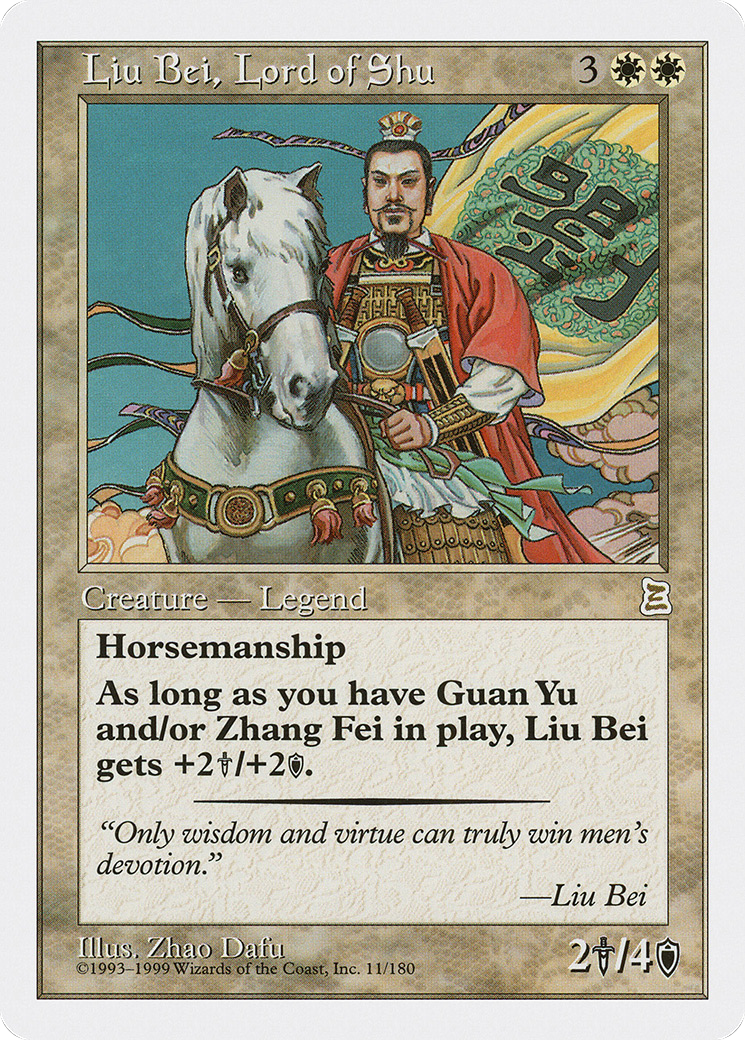 Liu Bei, Lord of Shu 3
Creature — Legend 三
Horsemanship
As long as you have Guan Yu
and/or Zhang Fei in play, Liu Bei
gets +2/+2.
“Only wisdom and virtue can truly win men’s
devotion.”
—Liu Bei
Illus. Zhao Dafu
©1993–1999 Wizards of the Coast, Inc. 11/180
2/4